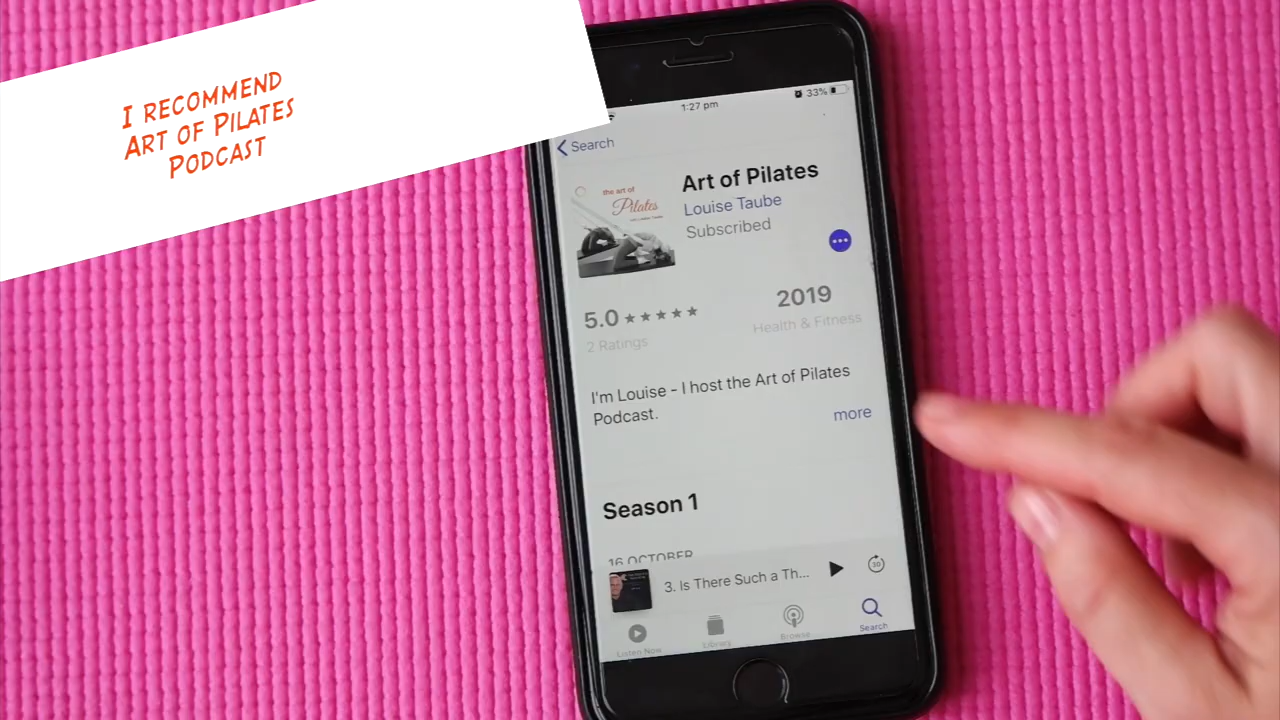 I RECOMMEND
ART OF PILATES
PODCAST
1:27 pm
33%
Search
the art of
Pilates
Art of Pilates
Louise Taube
Subscribed
5.0 ★★★★★
2 Ratings
2019
Health & Fitness
I'm Louise - I host the Art of Pilates
Podcast.
more
Season 1
16 OCTOBER
3. Is There Such a Th...
30
Listen Now
Library
Browse
Search